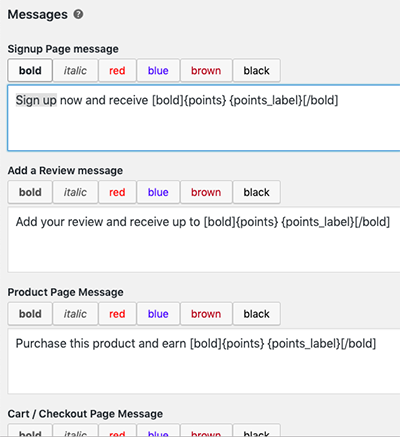 Messages ?
Signup Page message
bold italic red blue brown black
Sign up now and receive [bold]{points} {points_label}[/bold]
Add a Review message
bold italic red blue brown black
Add your review and receive up to [bold]{points} {points_label}[/bold]
Product Page Message
bold italic red blue brown black
Purchase this product and earn [bold]{points} {points_label}[/bold]
Cart / Checkout Page Message
bold italic red blue brown black